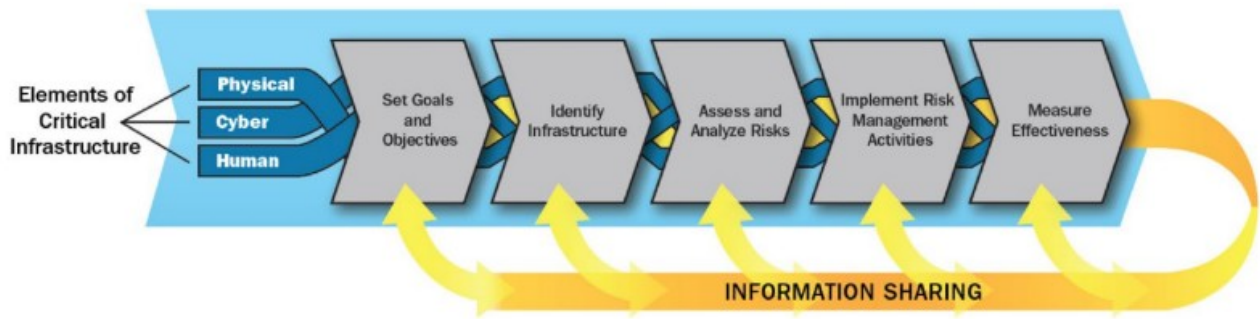 Elements of
Critical
Infrastructure
Physical
Cyber
Human
Set Goals
and
Objectives
Identify
Infrastructure
Assess and
Analyze Risks
Implement Risk
Management
Activities
Measure
Effectiveness
INFORMATION SHARING